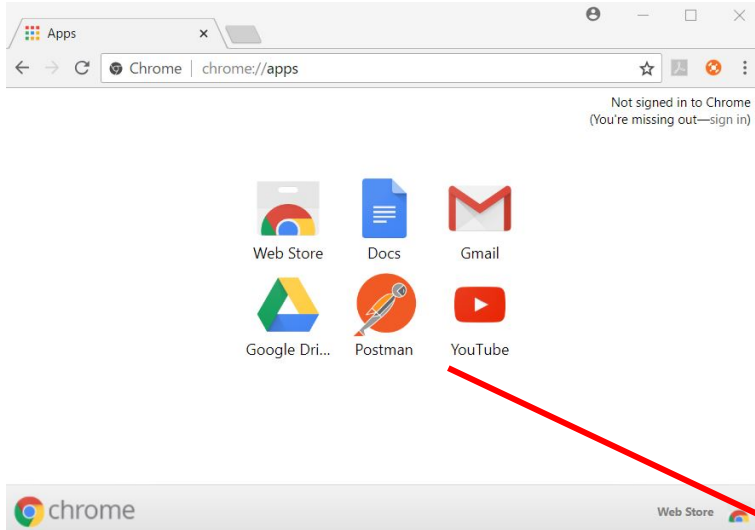 Apps
Chrome chrome://apps
Not signed in to Chrome
(You're missing out—sign in)
Web Store Docs Gmail
Google Dri... Postman YouTube
chrome Web Store